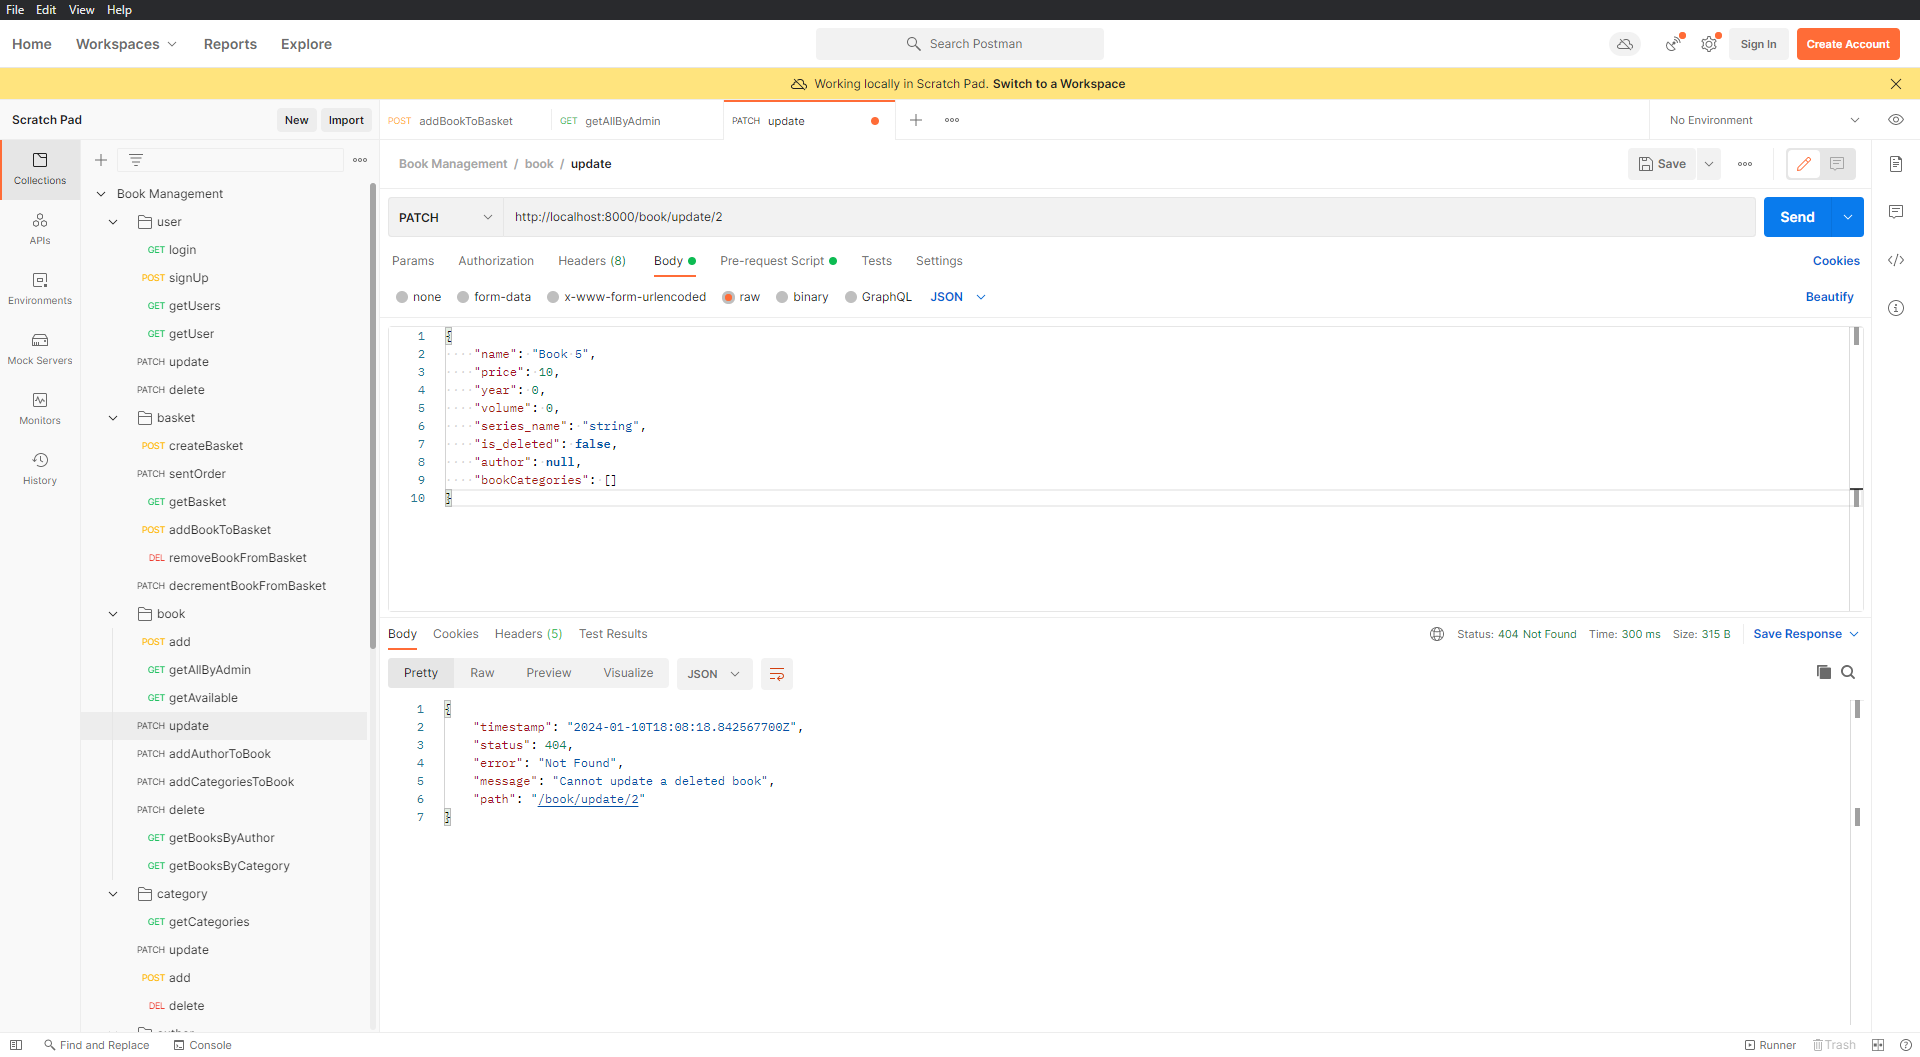 File Edit View Help
Home Workspaces Reports Explore
Search Postman
Sign In
Create Account
Working locally in Scratch Pad. Switch to a Workspace
Scratch Pad
New
Import
POST addBookToBasket
GET getAllByAdmin
PATCH update
No Environment
Collections
APIs
Environments
Mock Servers
Monitors
History
Book Management
user
GET login
POST signUp
GET getUsers
GET getUser
PATCH update
PATCH delete
basket
POST createBasket
PATCH sentOrder
GET getBasket
POST addBookToBasket
DEL removeBookFromBasket
PATCH decrementBookFromBasket
book
POST add
GET getAllByAdmin
GET getAvailable
PATCH update
PATCH addAuthorToBook
PATCH addCategoriesToBook
PATCH delete
GET getBooksByAuthor
GET getBooksByCategory
category
GET getCategories
PATCH update
POST add
DEL delete
Book Management / book / update
Save
PATCH
http://localhost:8000/book/update/2
Send
Params Authorization Headers (8) Body Pre-request Script Tests Settings
Cookies
none form-data x-www-form-urlencoded raw binary GraphQL JSON
Beautify
1 {
2 "name": "Book 5",
3 "price": 10,
4 "year": 0,
5 "volume": 0,
6 "series_name": "string",
7 "is_deleted": false,
8 "author": null,
9 "bookCategories": []
10 }
Body Cookies Headers (5) Test Results
Status: 404 Not Found Time: 300 ms Size: 315 B
Save Response
Pretty Raw Preview Visualize JSON
1 {
2 "timestamp": "2024-01-10T18:08:18.842567700Z",
3 "status": 404,
4 "error": "Not Found",
5 "message": "Cannot update a deleted book",
6 "path": "/book/update/2"
7 }
Find and Replace Console
Runner Trash